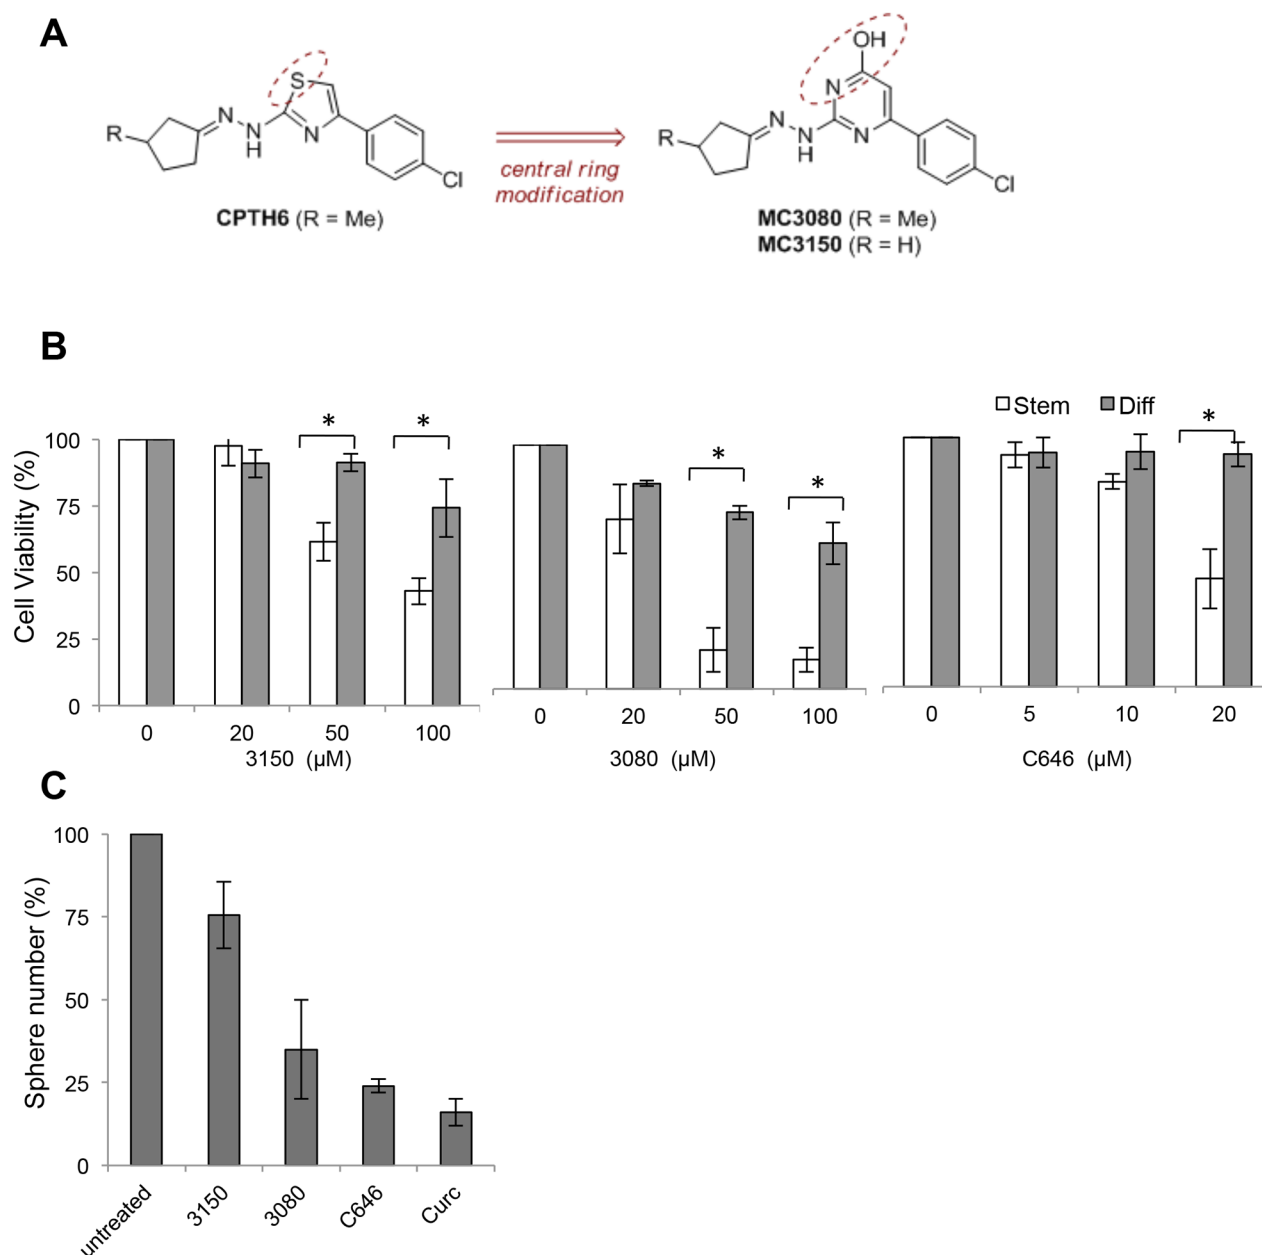 A
S
N
N
H
N
R
Cl
CPTH6 (R = Me)
central ring
modification
OH
N
N
N
H
N
R
Cl
MC3080 (R = Me)
MC3150 (R = H)
B
Stem Diff
Cell Viability (%)
100
75
50
25
0
* *
0 20 50 100
3150 (μM)
* *
0 20 50 100
3080 (μM)
*
0 5 10 20
C646 (μM)
C
Sphere number (%)
100
75
50
25
0
untreated 3150 3080 C646 Curc